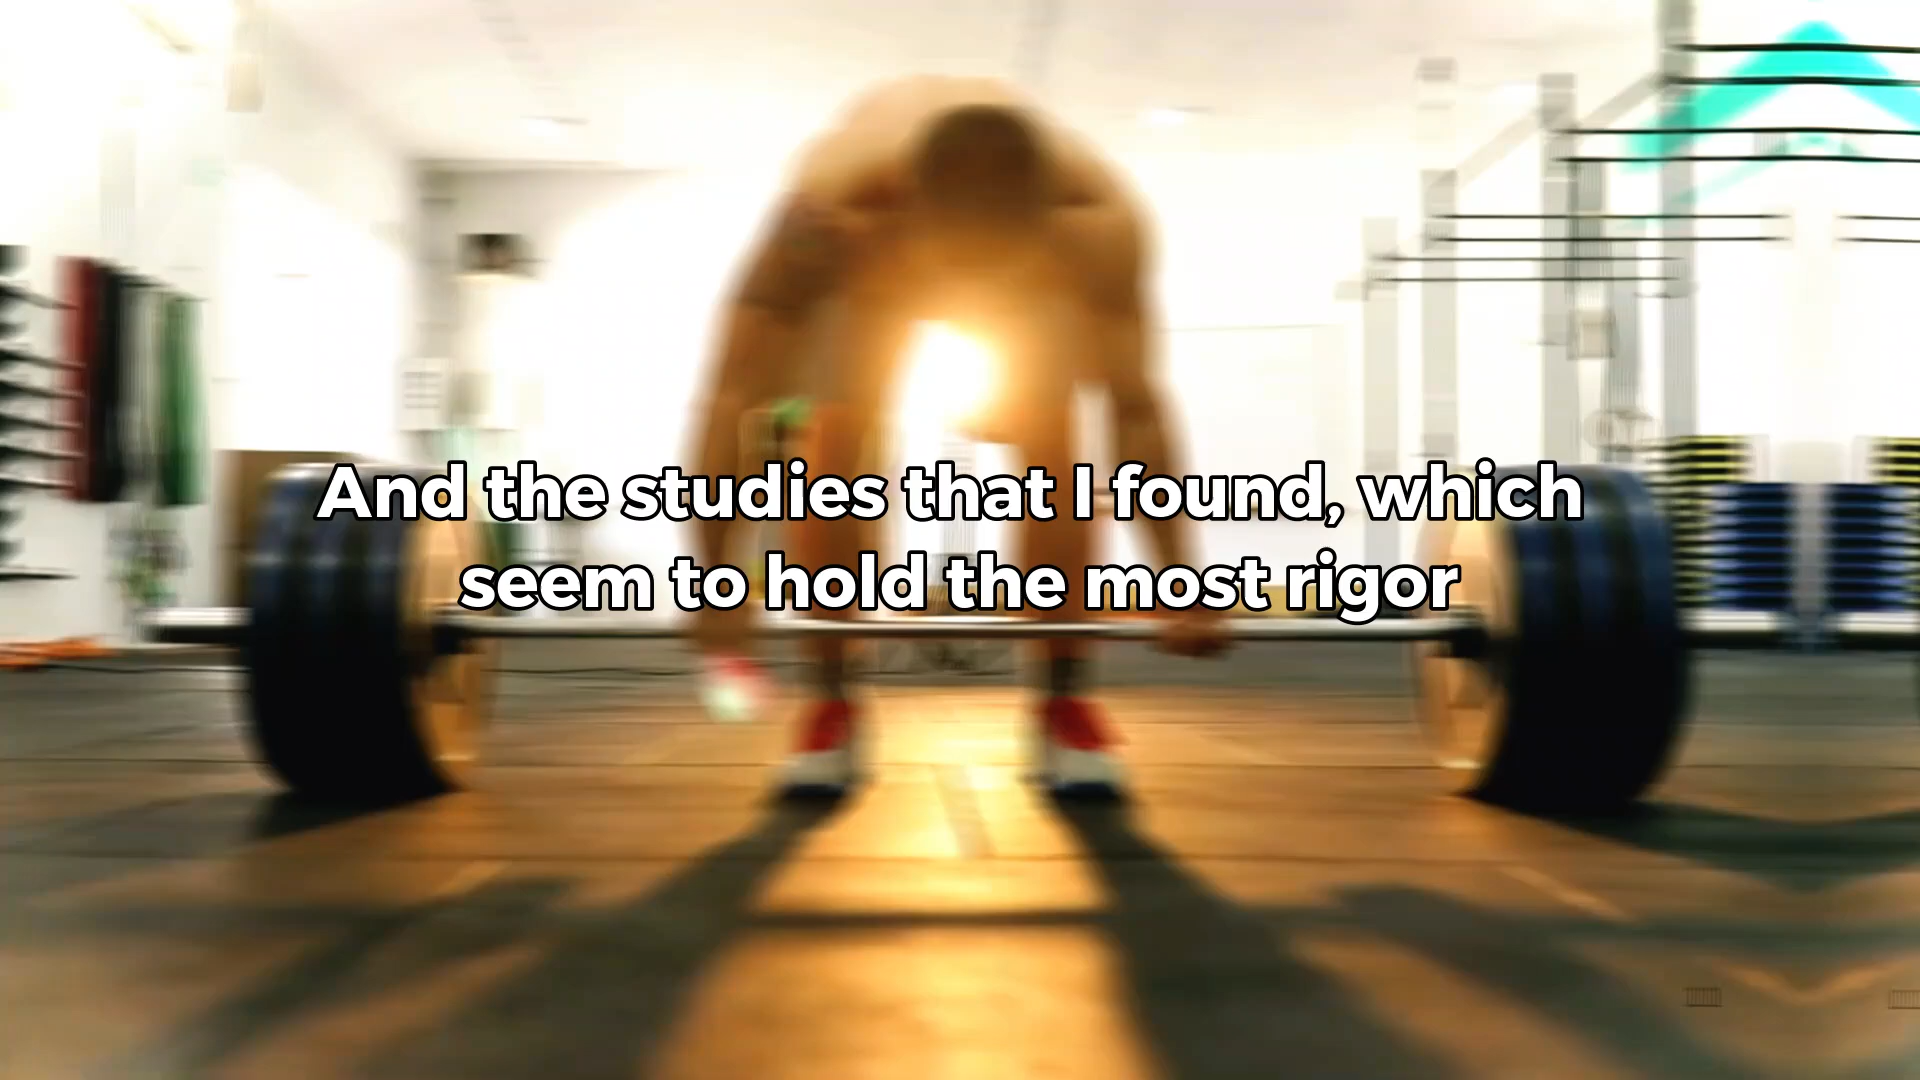 And the studies that I found, which
seem to hold the most rigor